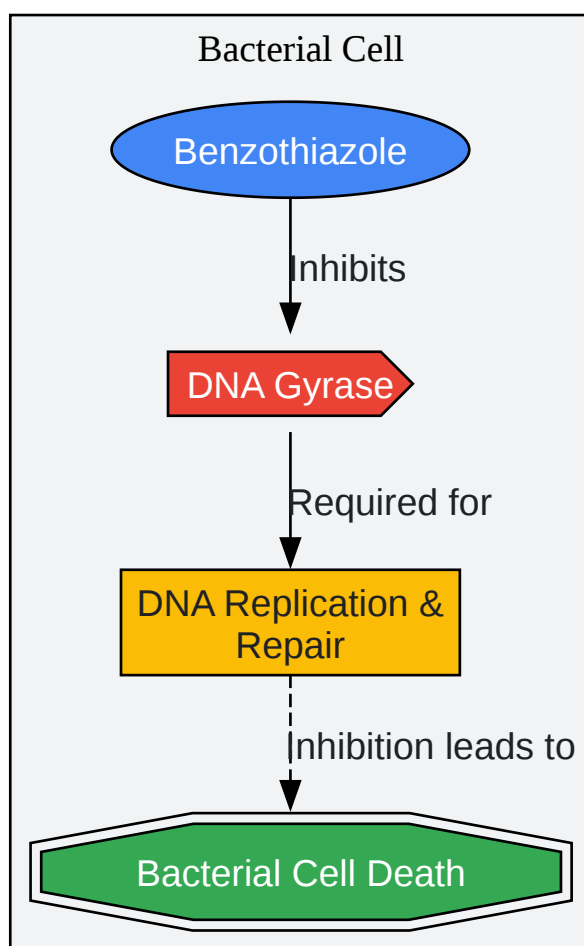 Bacterial Cell
Benzothiazole
Inhibits
DNA Gyrase
Required for
DNA Replication &
Repair
Inhibition leads to
Bacterial Cell Death